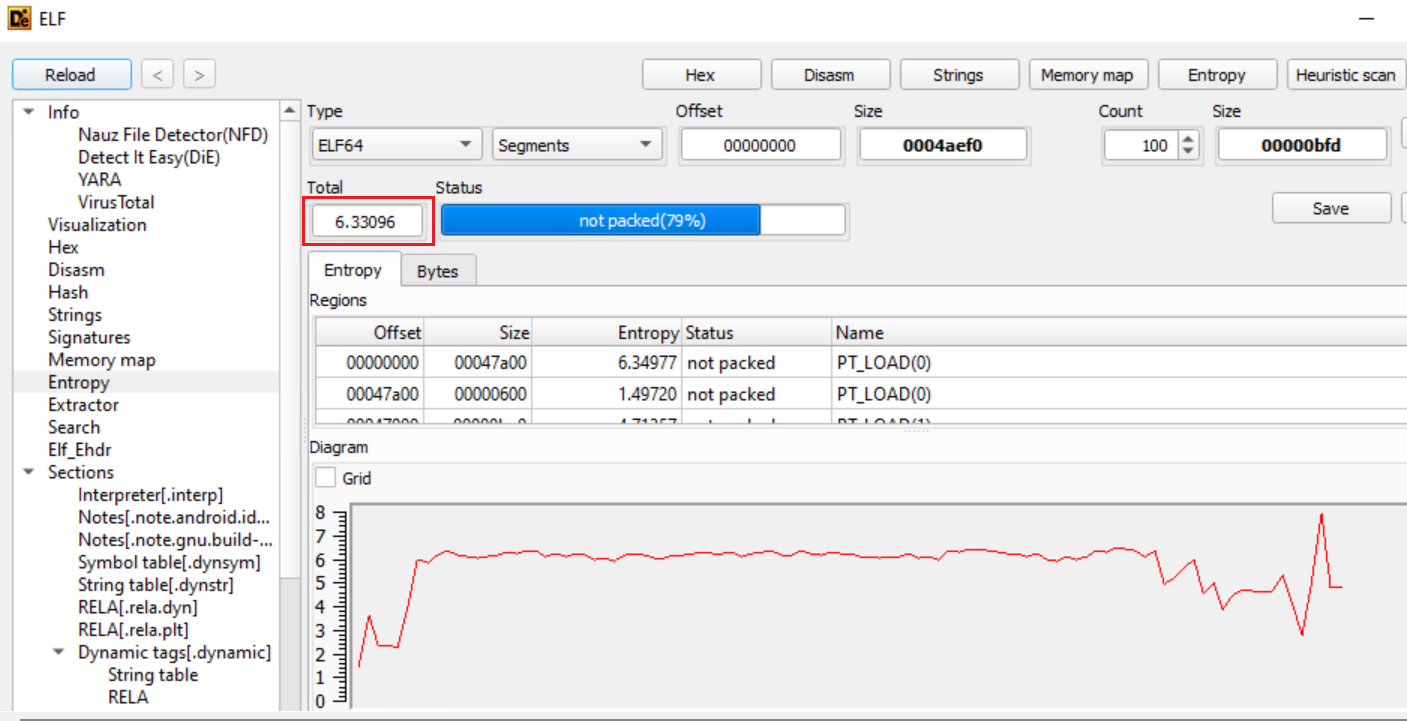 ELF
Reload < > Hex Disasm Strings Memory map Entropy Heuristic scan
Info
Nauz File Detector(NFD)
Detect It Easy(DiE)
YARA
VirusTotal
Visualization
Hex
Disasm
Hash
Strings
Signatures
Memory map
Entropy
Extractor
Search
Elf_Ehdr
Sections
Interpreter[.interp]
Notes[.note.android.id...
Notes[.note.gnu.build-...
Symbol table[.dynsym]
String table[.dynstr]
RELA[.rela.dyn]
RELA[.rela.plt]
Dynamic tags[.dynamic]
String table
RELA
Type Offset Size Count Size
ELF64 Segments 00000000 0004aef0 100 00000bfd
Total Status
6.33096 not packed(79%) Save
Entropy Bytes
Regions
Offset Size Entropy Status Name
00000000 00047a00 6.34977 not packed PT_LOAD(0)
00047a00 00000600 1.49720 not packed PT_LOAD(0)
Diagram
Grid
8
7
6
5
4
3
2
1
0